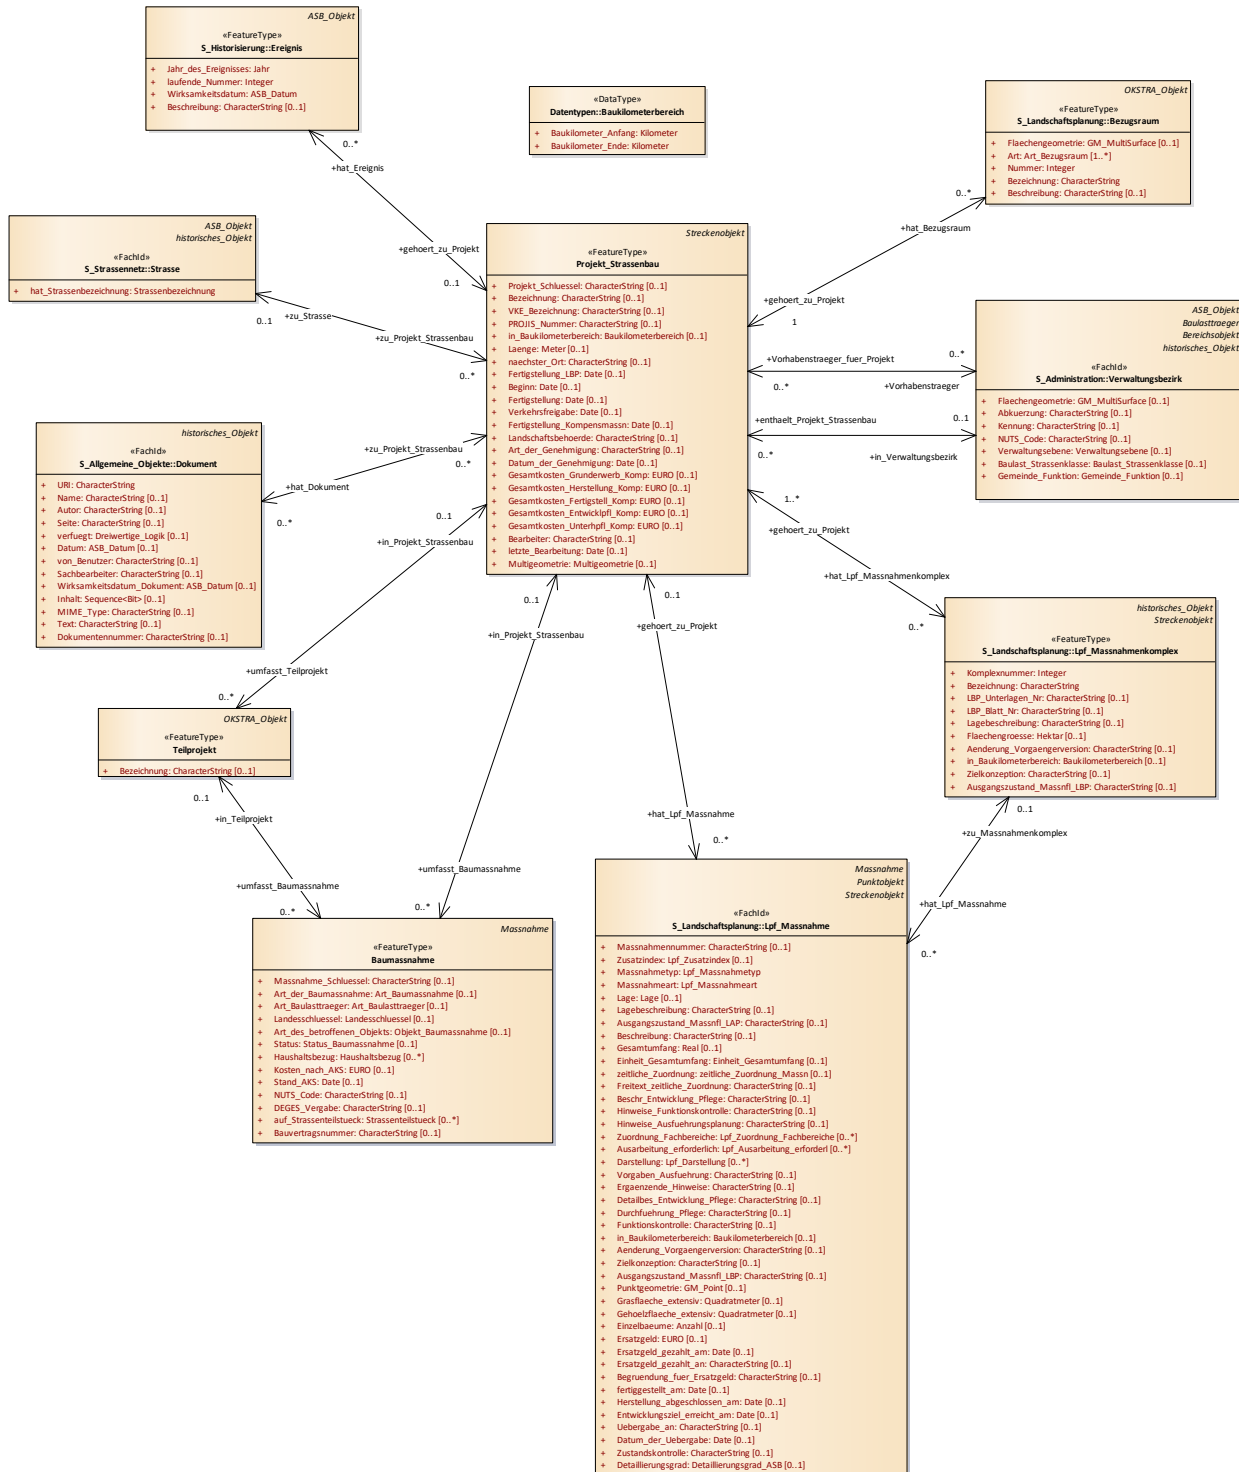 ASB_Objekt
«FeatureType»
S_Historisierung::Ereignis
+ Jahr_des_Ereignisses: Jahr
+ laufende_Nummer: Integer
+ Wirksamkeitsdatum: ASB_Datum
+ Beschreibung: CharacterString [0..1]
«DataType»
Datentypen::Baukilometerbereich
+ Baukilometer_Anfang: Kilometer
+ Baukilometer_Ende: Kilometer
OKSTRA_Objekt
«FeatureType»
S_Landschaftsplanung::Bezugsraum
+ Flaechengeometrie: GM_MultiSurface [0..1]
+ Art: Art_Bezugsraum [1..*]
+ Nummer: Integer
+ Bezeichnung: CharacterString
+ Beschreibung: CharacterString [0..1]
0..*
+hat_Ereignis
+gehoert_zu_Projekt
0..1
0..*
+hat_Bezugsraum
+gehoert_zu_Projekt
1
ASB_Objekt
historisches_Objekt
«FachId»
S_Strassennetz::Strasse
+ hat_Strassenbezeichnung: Strassenbezeichnung
0..1
+zu_Strasse
+zu_Projekt_Strassenbau
0..*
Streckenobjekt
«FeatureType»
Projekt_Strassenbau
+ Projekt_Schluessel: CharacterString [0..1]
+ Bezeichnung: CharacterString [0..1]
+ VKE_Bezeichnung: CharacterString [0..1]
+ PROJIS_Nummer: CharacterString [0..1]
+ in_Baukilometerbereich: Baukilometerbereich [0..1]
+ Laenge: Meter [0..1]
+ naechster_Ort: CharacterString [0..1]
+ Fertigstellung_LBP: Date [0..1]
+ Beginn: Date [0..1]
+ Fertigstellung: Date [0..1]
+ Verkehrsfreigabe: Date [0..1]
+ Fertigstellung_Kompensmassn: Date [0..1]
+ Landschaftsbehoerde: CharacterString [0..1]
+ Art_der_Genehmigung: CharacterString [0..1]
+ Datum_der_Genehmigung: Date [0..1]
+ Gesamtkosten_Grunderwerb_Komp: EURO [0..1]
+ Gesamtkosten_Herstellung_Komp: EURO [0..1]
+ Gesamtkosten_Fertigstell_Komp: EURO [0..1]
+ Gesamtkosten_Entwicklpfl_Komp: EURO [0..1]
+ Gesamtkosten_Unterhpfl_Komp: EURO [0..1]
+ Bearbeiter: CharacterString [0..1]
+ letzte_Bearbeitung: Date [0..1]
+ Multigeometrie: Multigeometrie [0..1]
ASB_Objekt
Baulasttraeger
Bereichsobjekt
historisches_Objekt
«FachId»
S_Administration::Verwaltungsbezirk
+ Flaechengeometrie: GM_MultiSurface [0..1]
+ Abkuerzung: CharacterString [0..1]
+ Kennung: CharacterString [0..1]
+ NUTS_Code: CharacterString [0..1]
+ Verwaltungsebene: Verwaltungsebene [0..1]
+ Baulast_Strassenklasse: Baulast_Strassenklasse [0..1]
+ Gemeinde_Funktion: Gemeinde_Funktion [0..1]
+Vorhabenstraeger_fuer_Projekt
0..*
0..*
+Vorhabenstraeger
+enthaelt_Projekt_Strassenbau
0..1
0..*
+in_Verwaltungsbezirk
historisches_Objekt
«FachId»
S_Allgemeine_Objekte::Dokument
+ URI: CharacterString
+ Name: CharacterString [0..1]
+ Autor: CharacterString [0..1]
+ Seite: CharacterString [0..1]
+ verfuegt: Dreiwertige_Logik [0..1]
+ Datum: ASB_Datum [0..1]
+ von_Benutzer: CharacterString [0..1]
+ Sachbearbeiter: CharacterString [0..1]
+ Wirksamkeitsdatum_Dokument: ASB_Datum [0..1]
+ Inhalt: Sequence<Bit> [0..1]
+ MIME_Type: CharacterString [0..1]
+ Text: CharacterString [0..1]
+ Dokumentennummer: CharacterString [0..1]
+zu_Projekt_Strassenbau
0..*
+hat_Dokument
0..*
0..1
+in_Projekt_Strassenbau
+umfasst_Teilprojekt
0..*
0..1
+in_Projekt_Strassenbau
+umfasst_Baumassnahme
0..*
0..1
+gehoert_zu_Projekt
+hat_Lpf_Massnahme
0..*
1..*
+gehoert_zu_Projekt
+hat_Lpf_Massnahmenkomplex
0..*
historisches_Objekt
Streckenobjekt
«FeatureType»
S_Landschaftsplanung::Lpf_Massnahmenkomplex
+ Komplexnummer: Integer
+ Bezeichnung: CharacterString
+ LBP_Unterlagen_Nr: CharacterString [0..1]
+ LBP_Blatt_Nr: CharacterString [0..1]
+ Lagebeschreibung: CharacterString [0..1]
+ Flaechengroesse: Hektar [0..1]
+ Aenderung_Vorgaengerversion: CharacterString [0..1]
+ in_Baukilometerbereich: Baukilometerbereich [0..1]
+ Zielkonzeption: CharacterString [0..1]
+ Ausgangszustand_Massnfl_LBP: CharacterString [0..1]
0..1
+zu_Massnahmenkomplex
+hat_Lpf_Massnahme
0..*
OKSTRA_Objekt
«FeatureType»
Teilprojekt
+ Bezeichnung: CharacterString [0..1]
0..1
+in_Teilprojekt
+umfasst_Baumassnahme
0..*
Massnahme
«FeatureType»
Baumassnahme
+ Massnahme_Schluessel: CharacterString [0..1]
+ Art_der_Baumassnahme: Art_Baumassnahme [0..1]
+ Art_Baulasttraeger: Art_Baulasttraeger [0..1]
+ Landesschluessel: Landesschluessel [0..1]
+ Art_des_betroffenen_Objekts: Objekt_Baumassnahme [0..1]
+ Status: Status_Baumassnahme [0..1]
+ Haushaltsbezug: Haushaltsbezug [0..*]
+ Kosten_nach_AKS: EURO [0..1]
+ Stand_AKS: Date [0..1]
+ NUTS_Code: CharacterString [0..1]
+ DEGES_Vergabe: CharacterString [0..1]
+ auf_Strassenteilstueck: Strassenteilstueck [0..*]
+ Bauvertragsnummer: CharacterString [0..1]
Massnahme
Punktobjekt
Streckenobjekt
«FachId»
S_Landschaftsplanung::Lpf_Massnahme
+ Massnahmennummer: CharacterString [0..1]
+ Zusatzindex: Lpf_Zusatzindex [0..1]
+ Massnahmetyp: Lpf_Massnahmetyp
+ Massnahmeart: Lpf_Massnahmeart
+ Lage: Lage [0..1]
+ Lagebeschreibung: CharacterString [0..1]
+ Ausgangszustand_Massnfl_LAP: CharacterString [0..1]
+ Beschreibung: CharacterString [0..1]
+ Gesamtumfang: Real [0..1]
+ Einheit_Gesamtumfang: Einheit_Gesamtumfang [0..1]
+ zeitliche_Zuordnung: zeitliche_Zuordnung_Massn [0..1]
+ Freitext_zeitliche_Zuordnung: CharacterString [0..1]
+ Beschr_Entwicklung_Pflege: CharacterString [0..1]
+ Hinweise_Funktionskontrolle: CharacterString [0..1]
+ Hinweise_Ausfuehrungsplanung: CharacterString [0..1]
+ Zuordnung_Fachbereiche: Lpf_Zuordnung_Fachbereiche [0..*]
+ Ausarbeitung_erforderlich: Lpf_Ausarbeitung_erforderl [0..*]
+ Darstellung: Lpf_Darstellung [0..*]
+ Vorgaben_Ausfuehrung: CharacterString [0..1]
+ Ergaenzende_Hinweise: CharacterString [0..1]
+ Detailbes_Entwicklung_Pflege: CharacterString [0..1]
+ Durchfuehrung_Pflege: CharacterString [0..1]
+ Funktionskontrolle: CharacterString [0..1]
+ in_Baukilometerbereich: Baukilometerbereich [0..1]
+ Aenderung_Vorgaengerversion: CharacterString [0..1]
+ Zielkonzeption: CharacterString [0..1]
+ Ausgangszustand_Massnfl_LBP: CharacterString [0..1]
+ Punktgeometrie: GM_Point [0..1]
+ Grasflaeche_extensiv: Quadratmeter [0..1]
+ Gehoelzflaeche_extensiv: Quadratmeter [0..1]
+ Einzelbaeume: Anzahl [0..1]
+ Ersatzgeld: EURO [0..1]
+ Ersatzgeld_gezahlt_am: Date [0..1]
+ Ersatzgeld_gezahlt_an: CharacterString [0..1]
+ Begruendung_fuer_Ersatzgeld: CharacterString [0..1]
+ fertiggestellt_am: Date [0..1]
+ Herstellung_abgeschlossen_am: Date [0..1]
+ Entwicklungsziel_erreicht_am: Date [0..1]
+ Uebergabe_an: CharacterString [0..1]
+ Datum_der_Uebergabe: Date [0..1]
+ Zustandskontrolle: CharacterString [0..1]
+ Detaillierungsgrad: Detaillierungsgrad_ASB [0..1]